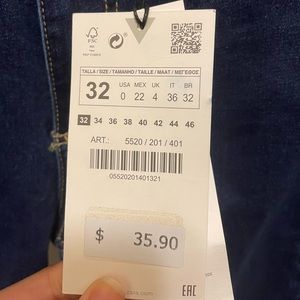 FSC
TALLA / SIZE / TAMANHO / TAILLE / MAAT / ΜΕΓΕΘΟΣ
32
USA MEX UK IT BR
0 22 4 36 32
32 34 36 38 40 42 44 46
ART.: 5520 / 201 / 401
05520201401321
$ 35.90
EAC